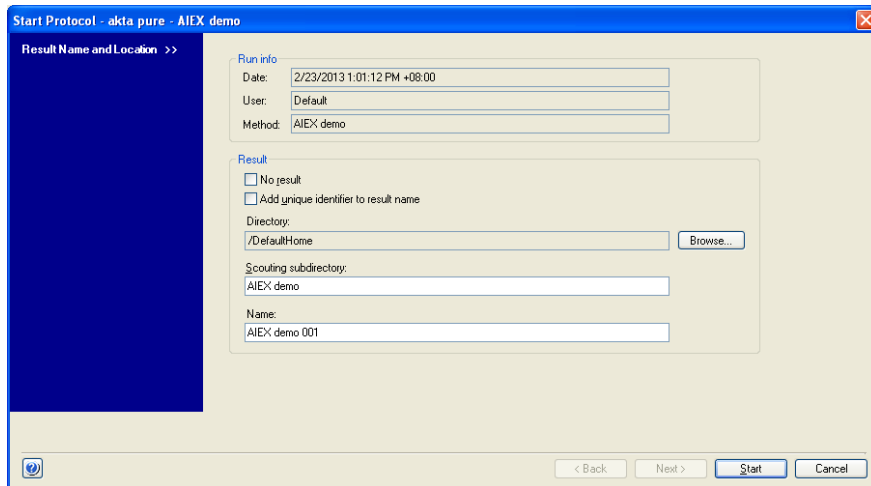 Start Protocol - akta pure - AIEX demo
Result Name and Location >>
Run info
Date: 2/23/2013 1:01:12 PM +08:00
User: Default
Method: AIEX demo
Result
No result
Add unique identifier to result name
Directory:
/DefaultHome Browse...
Scouting subdirectory:
AIEX demo
Name:
AIEX demo 001
< Back Next > Start Cancel